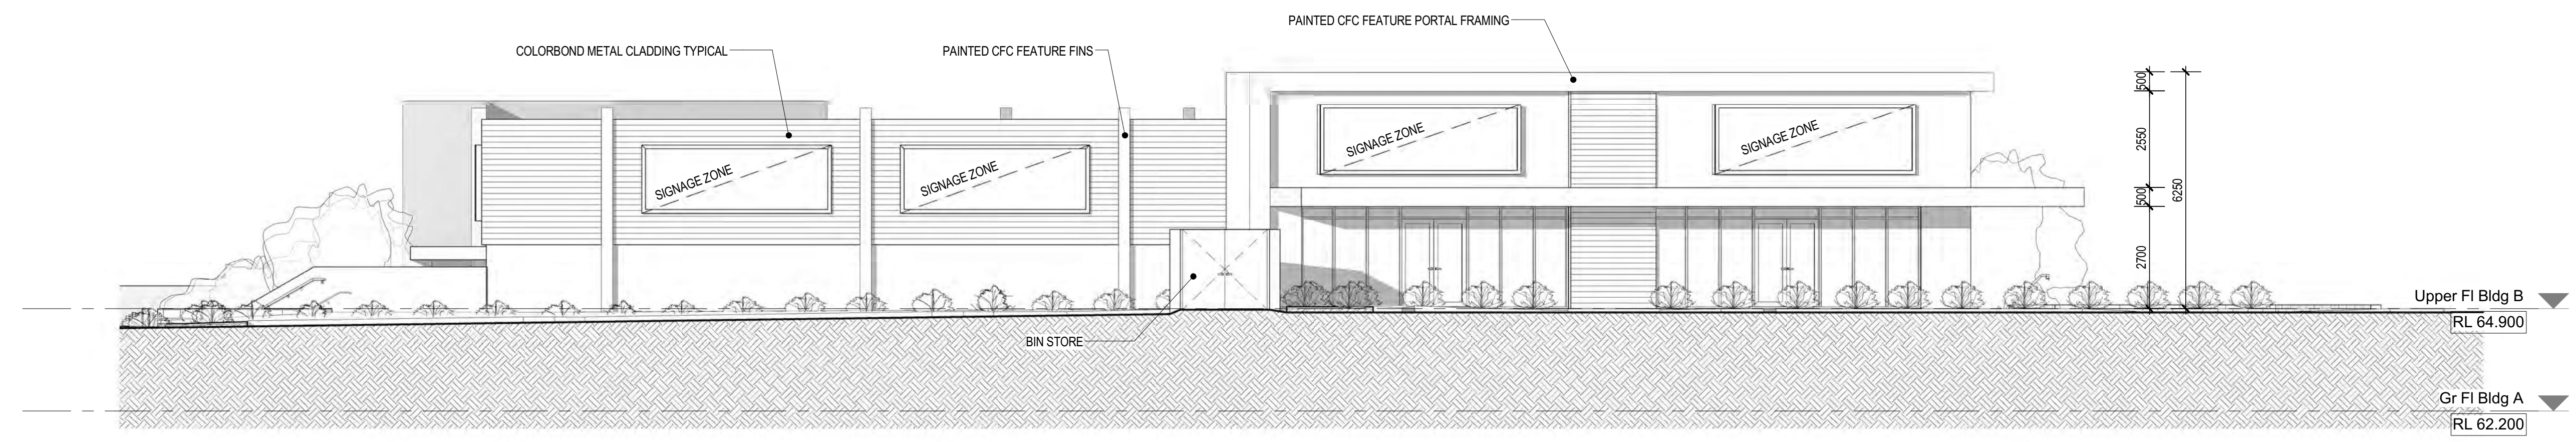 PAINTED CFC FEATURE PORTAL FRAMING
COLORBOND METAL CLADDING TYPICAL
PAINTED CFC FEATURE FINS
500
2550
6250
500
2700
SIGNAGE ZONE
SIGNAGE ZONE
SIGNAGE ZONE
SIGNAGE ZONE
BIN STORE
Upper Fl Bldg B
RL 64.900
Gr Fl Bldg A
RL 62.200